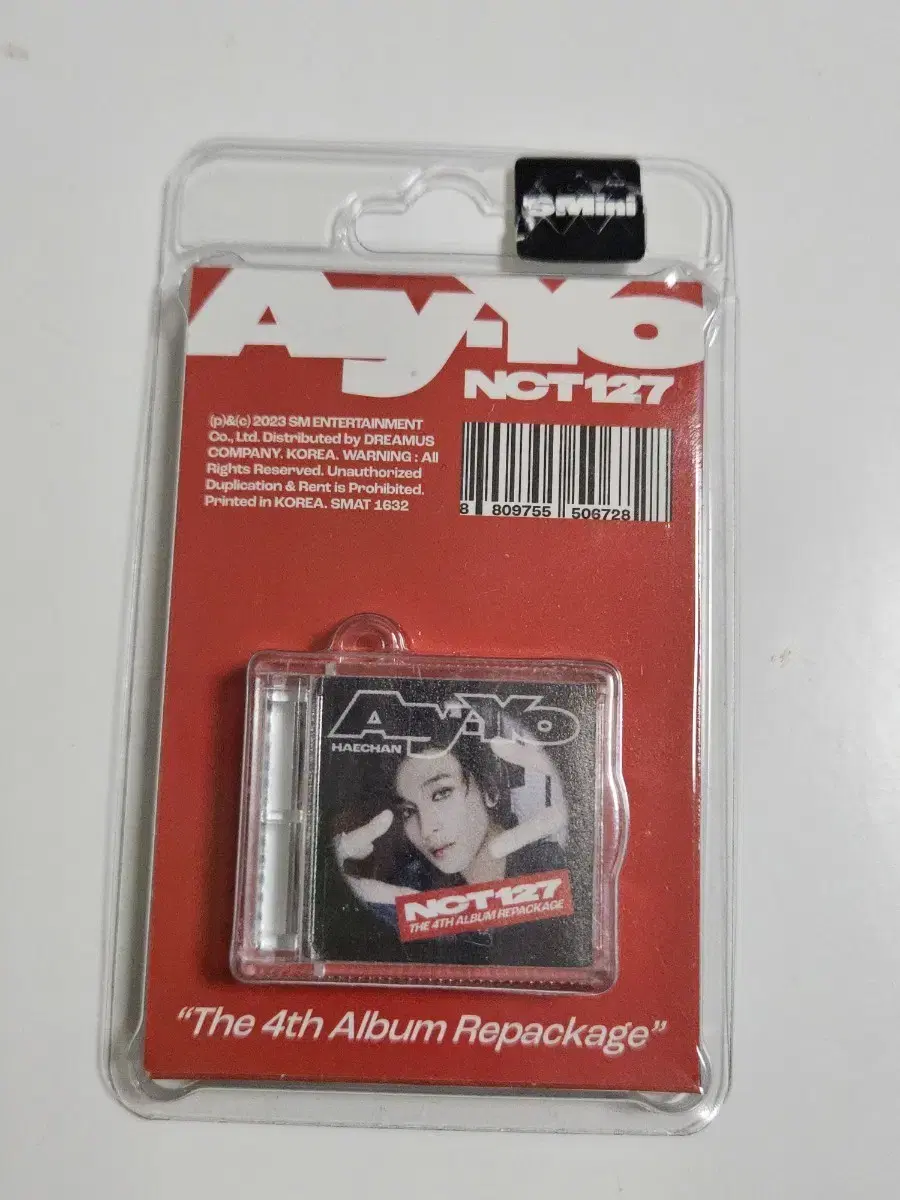 SMini
Ay-Yo
NCT127
(p)&(c) 2023 SM ENTERTAINMENT
Co., Ltd. Distributed by DREAMUS
COMPANY. KOREA. WARNING : All
Rights Reserved. Unauthorized
Duplication & Rent is Prohibited.
Printed in KOREA. SMAT 1632
8 809755 506728
Ay-Yo
HAECHAN
NCT127
THE 4TH ALBUM REPACKAGE
“The 4th Album Repackage”